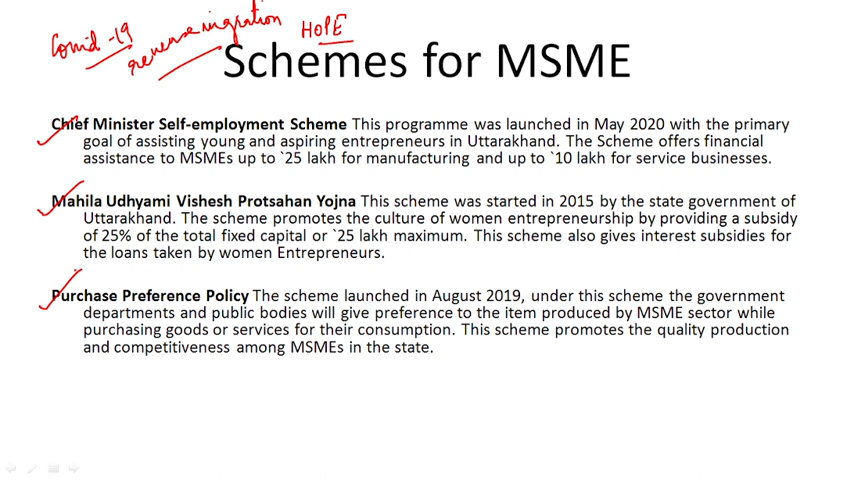 Covid-19
reverse migration
HOPE
Schemes for MSME
Chief Minister Self-employment Scheme This programme was launched in May 2020 with the primary
goal of assisting young and aspiring entrepreneurs in Uttarakhand. The Scheme offers financial
assistance to MSMEs up to `25 lakh for manufacturing and up to `10 lakh for service businesses.
Mahila Udhyami Vishesh Protsahan Yojna This scheme was started in 2015 by the state government of
Uttarakhand. The scheme promotes the culture of women entrepreneurship by providing a subsidy
of 25% of the total fixed capital or `25 lakh maximum. This scheme also gives interest subsidies for
the loans taken by women Entrepreneurs.
Purchase Preference Policy The scheme launched in August 2019, under this scheme the government
departments and public bodies will give preference to the item produced by MSME sector while
purchasing goods or services for their consumption. This scheme promotes the quality production
and competitiveness among MSMEs in the state.